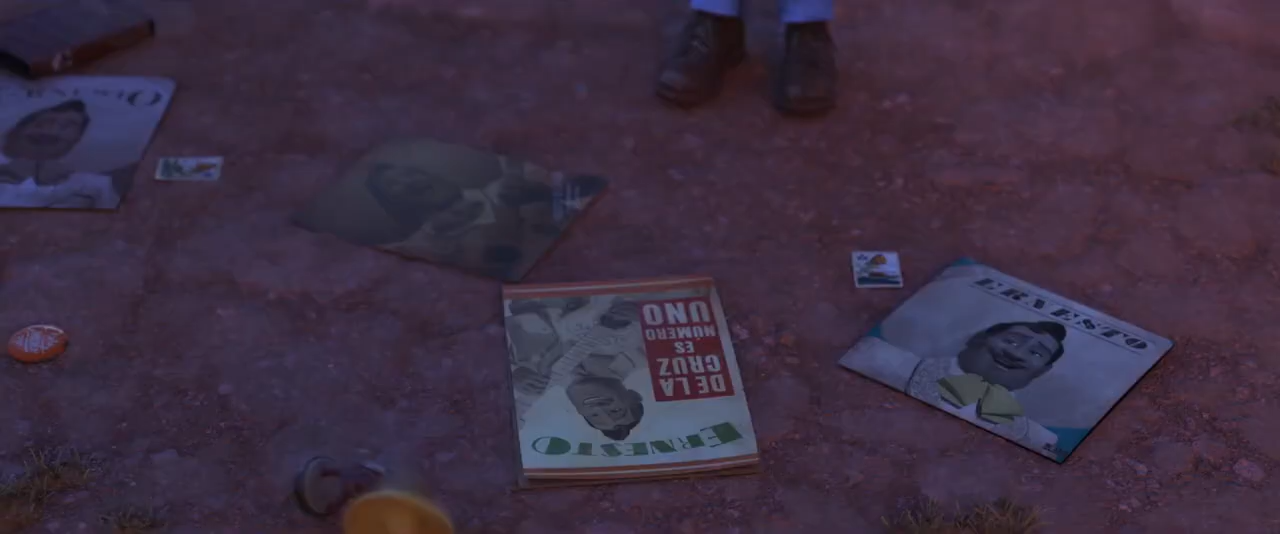 ERNESTO
DE LA
CRUZ
ES
NUMERO
UNO
ERNESTO